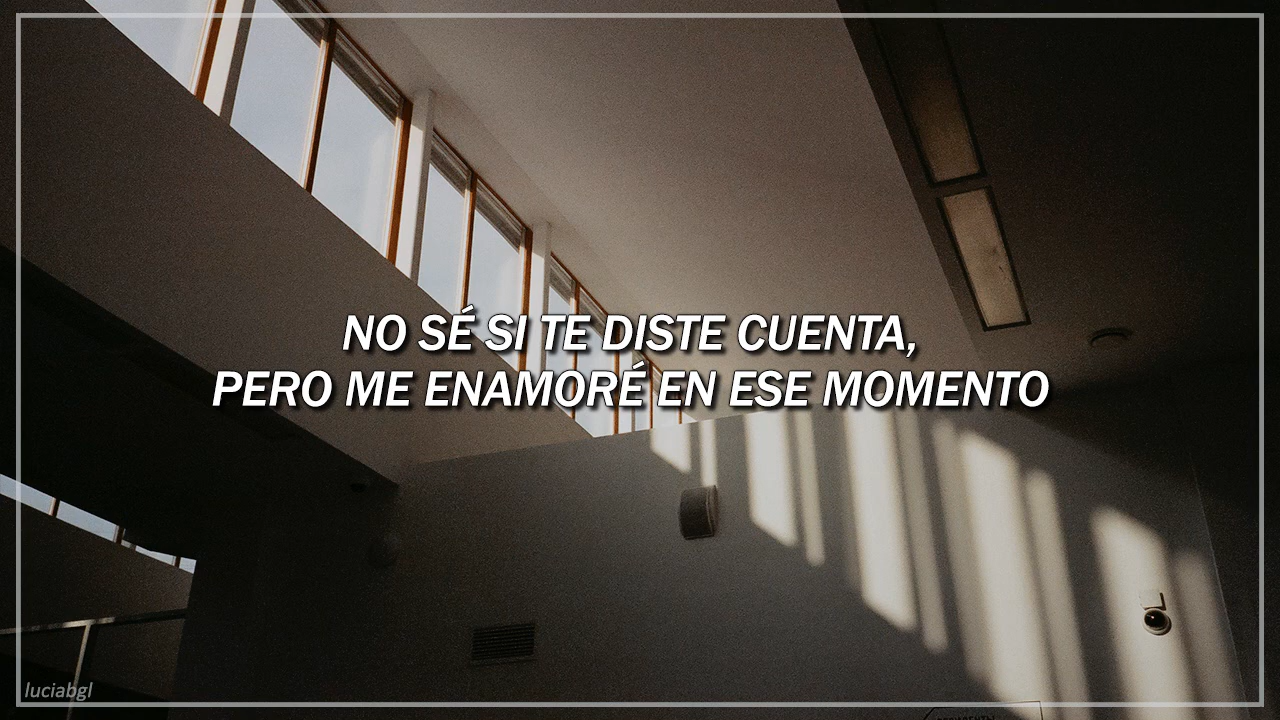 NO SÉ SI TE DISTE CUENTA,
PERO ME ENAMORÉ EN ESE MOMENTO
luciabgl